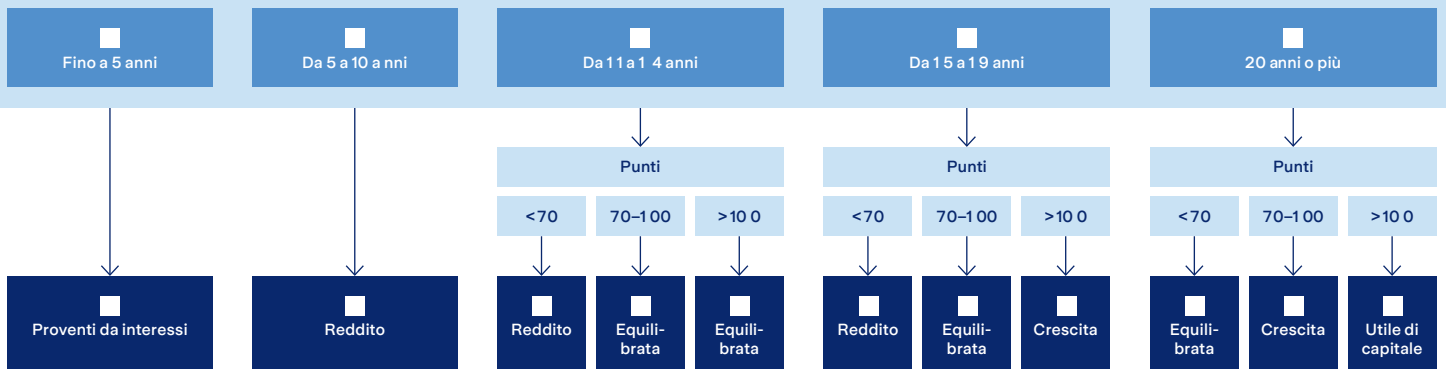 Fino a 5 anni
Da 5 a 10 a nni
Da 1 1 a 1 4 anni
Da 1 5 a 1 9 anni
20 anni o più
Punti
Punti
Punti
<70
70–1 00
>10 0
<70
70–1 00
>10 0
<70
70–1 00
>10 0
Proventi da interessi
Reddito
Reddito
Equili-
brata
Equili-
brata
Reddito
Equili-
brata
Crescita
Equili-
brata
Crescita
Utile di
capitale